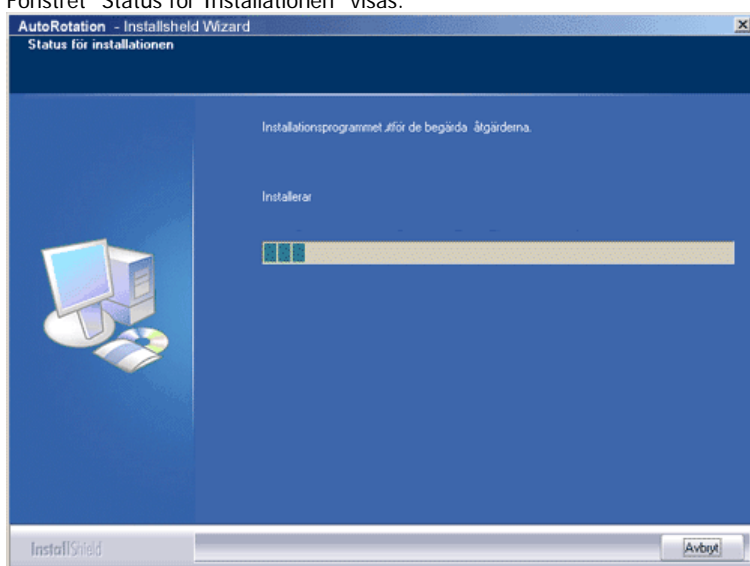 Fönstret "Status för Installationen" visas.
AutoRotation - Installsheld Wizard
Status för installationen
Installationsprogrammet utför de begärda åtgärderna.
Installerar
InstallShield
Avbryt